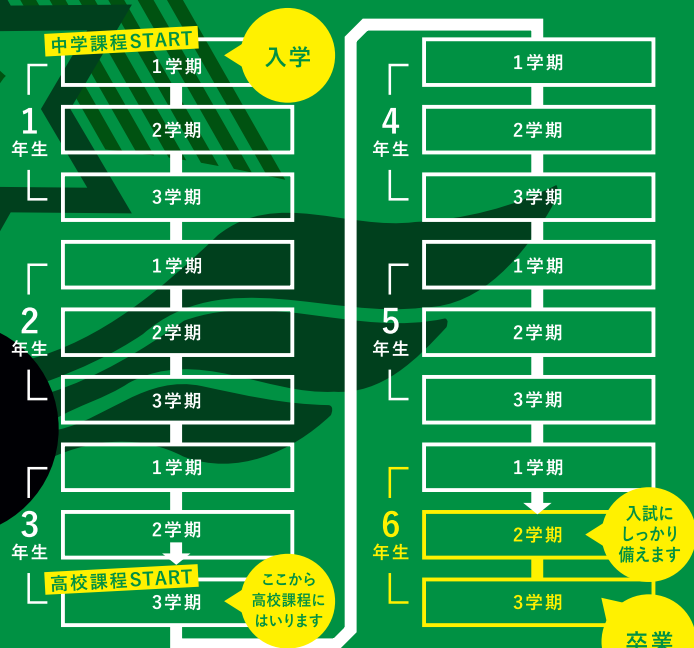 中学課程START
入学
1
年生
1学期
2学期
3学期
2
年生
1学期
2学期
3学期
3
年生
1学期
2学期
高校課程START
3学期
ここから
高校課程に
はいります
4
年生
1学期
2学期
3学期
5
年生
1学期
2学期
3学期
6
年生
1学期
2学期
入試に
しっかり
備えます
3学期
卒業